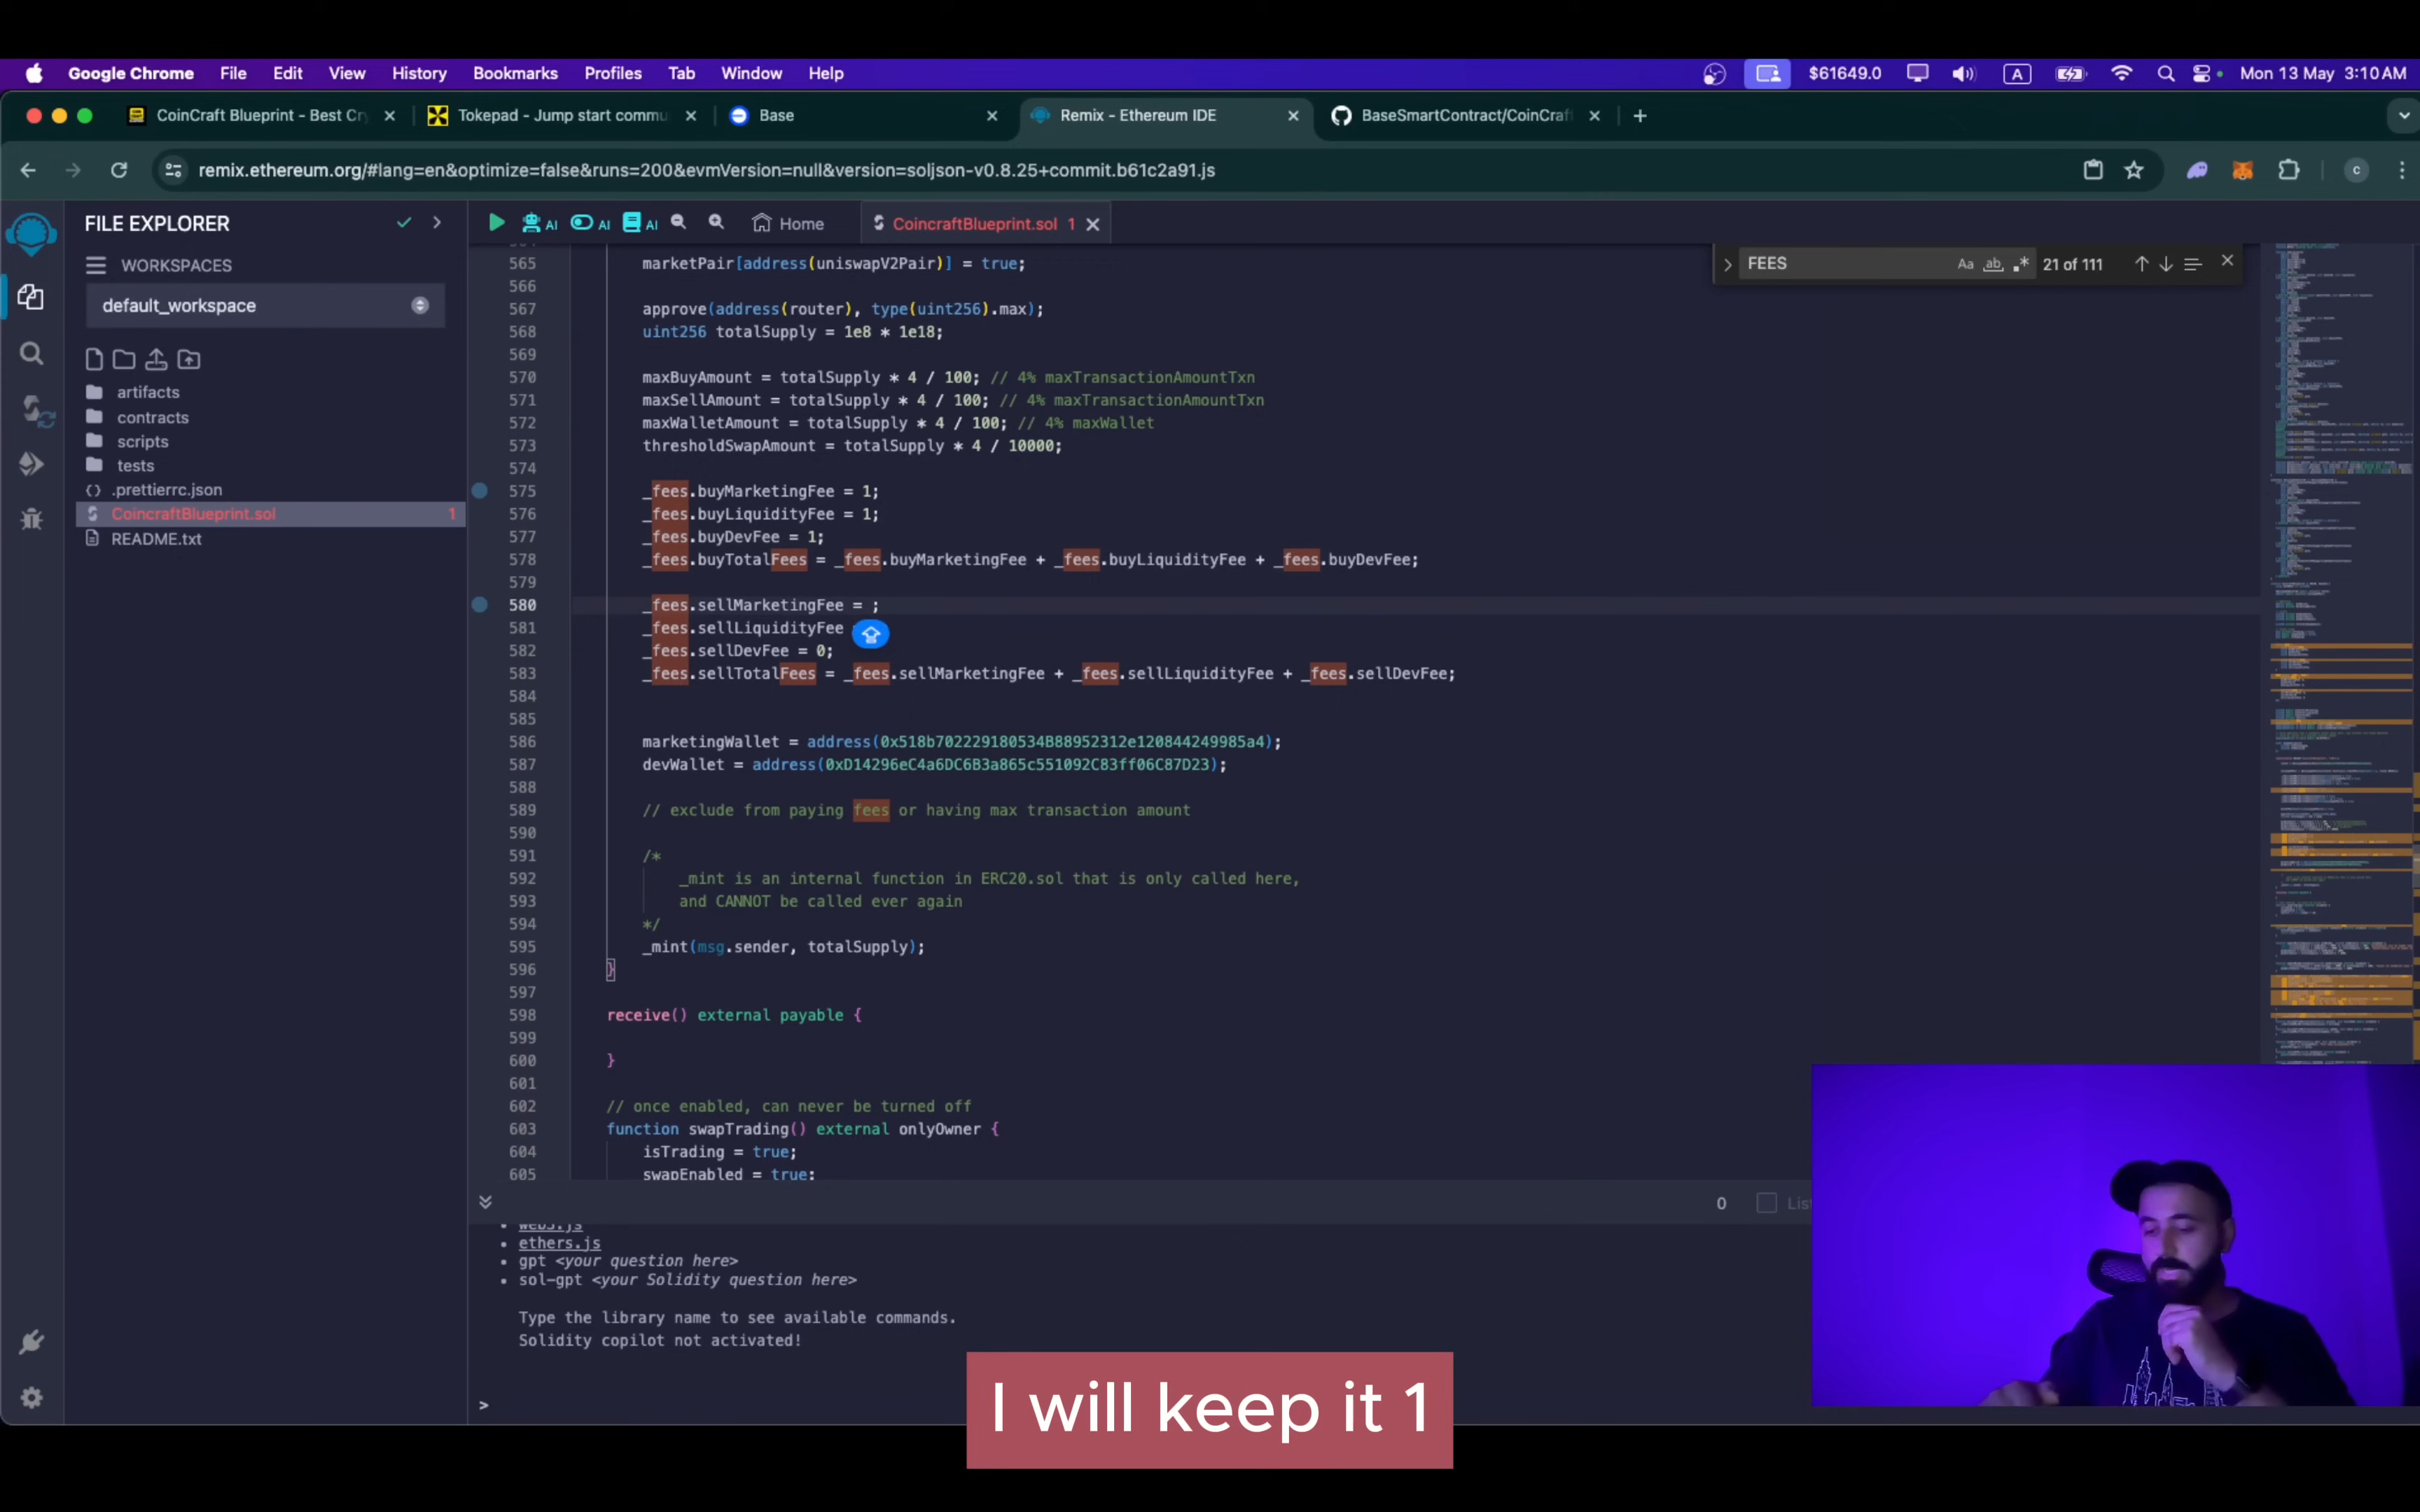 Google Chrome File Edit View History Bookmarks Profiles Tab Window Help $61649.0 A Mon 13 May 3:10 AM
CoinCraft Blueprint - Best Cry Tokepad - Jump start commu Base Remix - Ethereum IDE BaseSmartContract/CoinCraft
remix.ethereum.org/#lang=en&optimize=false&runs=200&evmVersion=null&version=soljson-v0.8.25+commit.b61c2a91.js c
FILE EXPLORER
WORKSPACES
default_workspace
artifacts
contracts
scripts
tests
.prettierrc.json
CoincraftBlueprint.sol 1
README.txt
AI AI AI Home CoincraftBlueprint.sol 1
FEES Aa ab 21 of 111
565 marketPair[address(uniswapV2Pair)] = true;
566
567 approve(address(router), type(uint256).max);
568 uint256 totalSupply = 1e8 * 1e18;
569
570 maxBuyAmount = totalSupply * 4 / 100; // 4% maxTransactionAmountTxn
571 maxSellAmount = totalSupply * 4 / 100; // 4% maxTransactionAmountTxn
572 maxWalletAmount = totalSupply * 4 / 100; // 4% maxWallet
573 thresholdSwapAmount = totalSupply * 4 / 10000;
574
575 _fees.buyMarketingFee = 1;
576 _fees.buyLiquidityFee = 1;
577 _fees.buyDevFee = 1;
578 _fees.buyTotalFees = _fees.buyMarketingFee + _fees.buyLiquidityFee + _fees.buyDevFee;
579
580 _fees.sellMarketingFee = ;
581 _fees.sellLiquidityFee
582 _fees.sellDevFee = 0;
583 _fees.sellTotalFees = _fees.sellMarketingFee + _fees.sellLiquidityFee + _fees.sellDevFee;
584
585
586 marketingWallet = address(0x518b702229180534B88952312e120844249985a4);
587 devWallet = address(0xD14296eC4a6DC6B3a865c551092C83ff06C87D23);
588
589 // exclude from paying fees or having max transaction amount
590
591 /*
592 _mint is an internal function in ERC20.sol that is only called here,
593 and CANNOT be called ever again
594 */
595 _mint(msg.sender, totalSupply);
596 }
597
598 receive() external payable {
599
600 }
601
602 // once enabled, can never be turned off
603 function swapTrading() external onlyOwner {
604 isTrading = true;
605 swapEnabled = true;
0
web3.js
ethers.js
gpt <your question here>
sol-gpt <your Solidity question here>
Type the library name to see available commands.
Solidity copilot not activated!
>
I will keep it 1